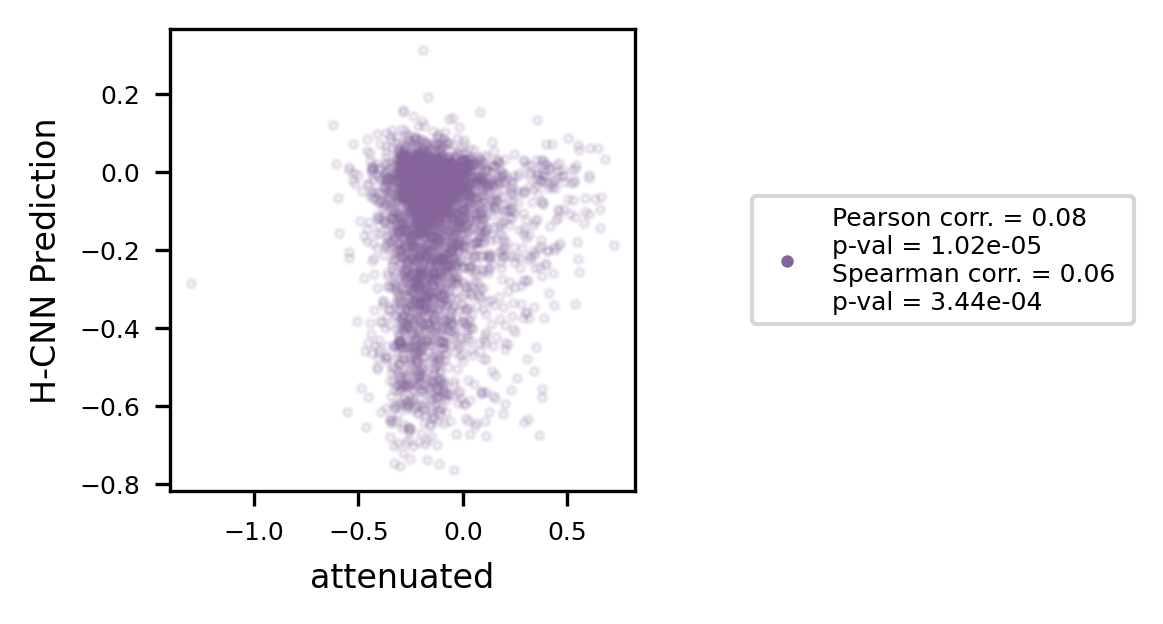 H-CNN Prediction
0.2
0.0
−0.2
−0.4
−0.6
−0.8
−1.0
−0.5
0.0
0.5
attenuated
Pearson corr. = 0.08
p-val = 1.02e-05
Spearman corr. = 0.06
p-val = 3.44e-04